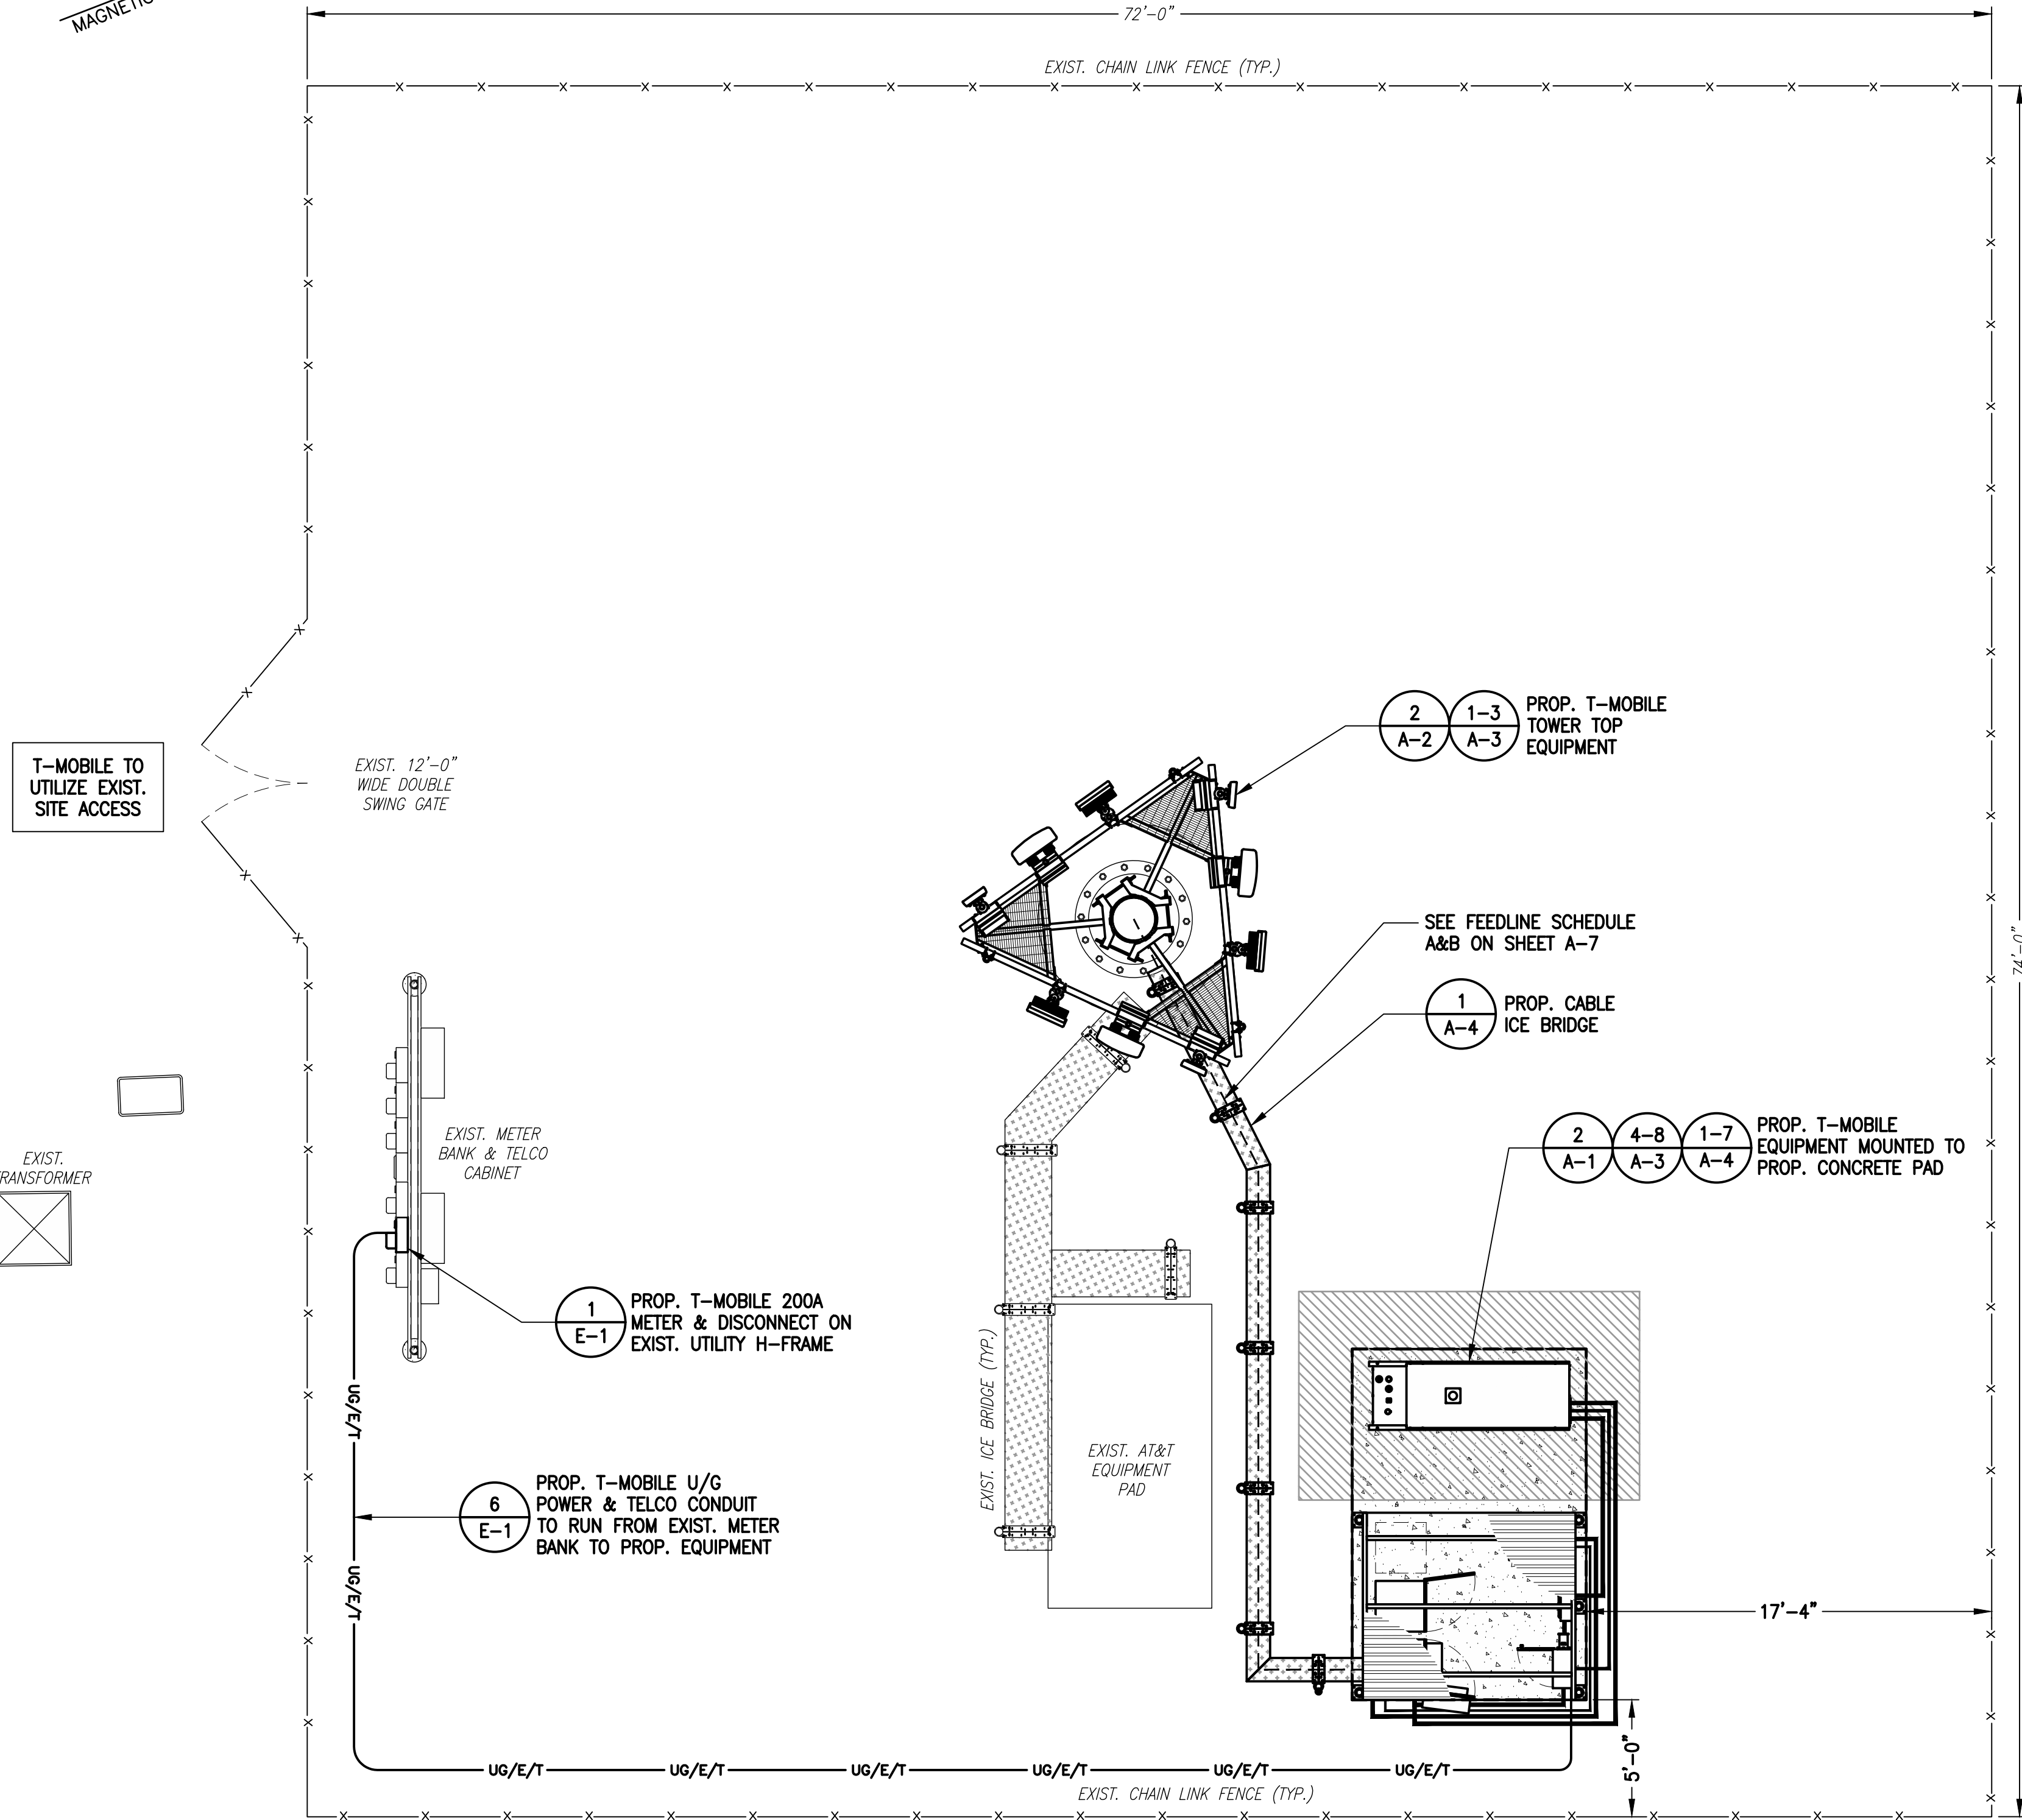 MAGNETIC
72'-0"
EXIST. CHAIN LINK FENCE (TYP.)
T-MOBILE TO
UTILIZE EXIST.
SITE ACCESS
EXIST. 12'-0"
WIDE DOUBLE
SWING GATE
2
A-2
1-3
A-3
PROP. T-MOBILE
TOWER TOP
EQUIPMENT
SEE FEEDLINE SCHEDULE
A&B ON SHEET A-7
74'-0"
1
A-4
PROP. CABLE
ICE BRIDGE
2
A-1
4-8
A-3
1-7
A-4
PROP. T-MOBILE
EQUIPMENT MOUNTED TO
PROP. CONCRETE PAD
EXIST. METER
BANK & TELCO
CABINET
EXIST.
RANSFORMER
1
E-1
PROP. T-MOBILE 200A
METER & DISCONNECT ON
EXIST. UTILITY H-FRAME
UG/E/T
EXIST. ICE BRIDGE (TYP.)
EXIST. AT&T
EQUIPMENT
PAD
6
E-1
PROP. T-MOBILE U/G
POWER & TELCO CONDUIT
TO RUN FROM EXIST. METER
BANK TO PROP. EQUIPMENT
UG/E/T
17'-4"
5'-0"
UG/E/T UG/E/T UG/E/T UG/E/T UG/E/T UG/E/T
EXIST. CHAIN LINK FENCE (TYP.)